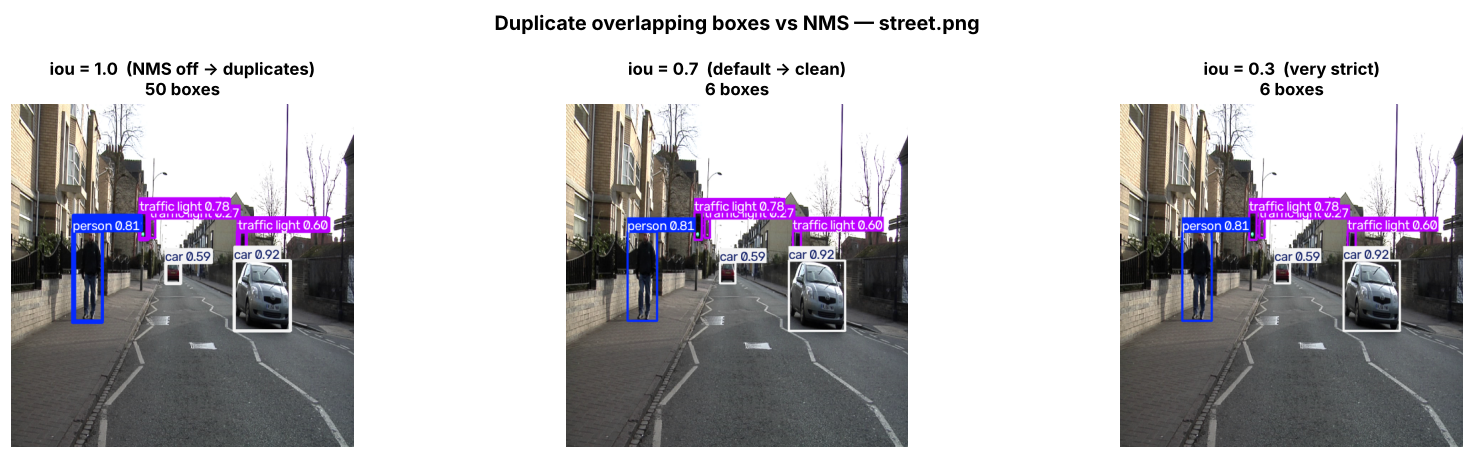 Duplicate overlapping boxes vs NMS — street.png
iou = 1.0 (NMS off → duplicates)
50 boxes
iou = 0.7 (default → clean)
6 boxes
iou = 0.3 (very strict)
6 boxes
traffic light 0.78
traffic light 0.27
person 0.81
traffic light 0.60
car 0.59
car 0.92
traffic light 0.78
traffic light 0.27
person 0.81
traffic light 0.60
car 0.59
car 0.92
traffic light 0.78
traffic light 0.27
person 0.81
traffic light 0.60
car 0.59
car 0.92